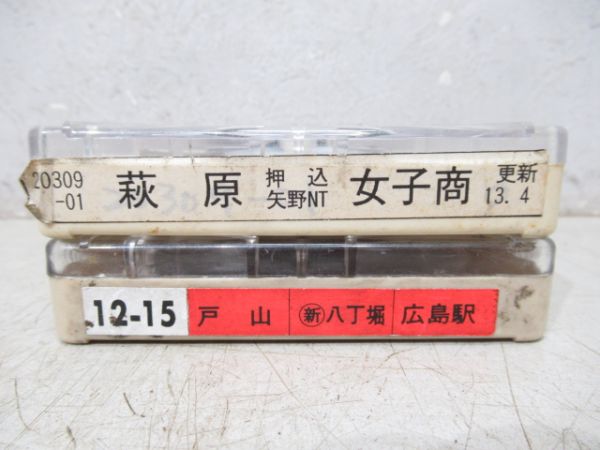 20309
-01
萩原
押込
矢野NT
女子商
更新
13.4
12-15 戸山 ㊟新八丁堀 広島駅